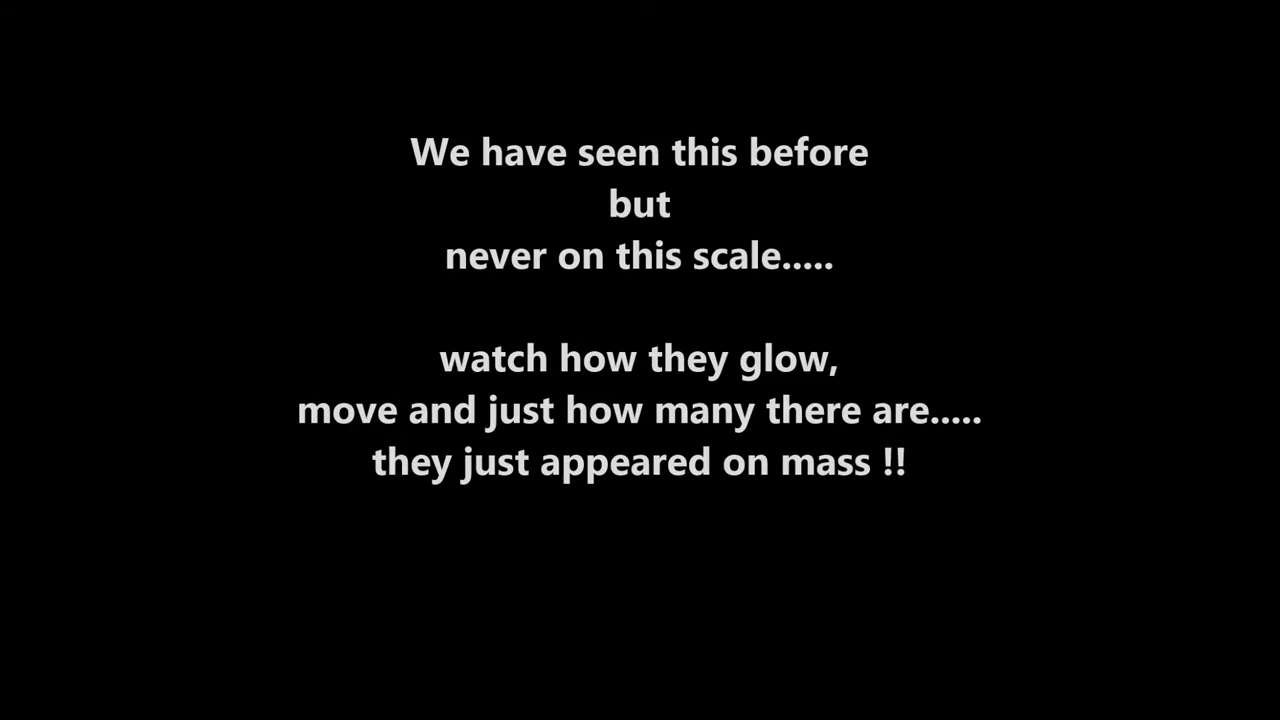 We have seen this before
but
never on this scale.....
watch how they glow,
move and just how many there are.....
they just appeared on mass !!